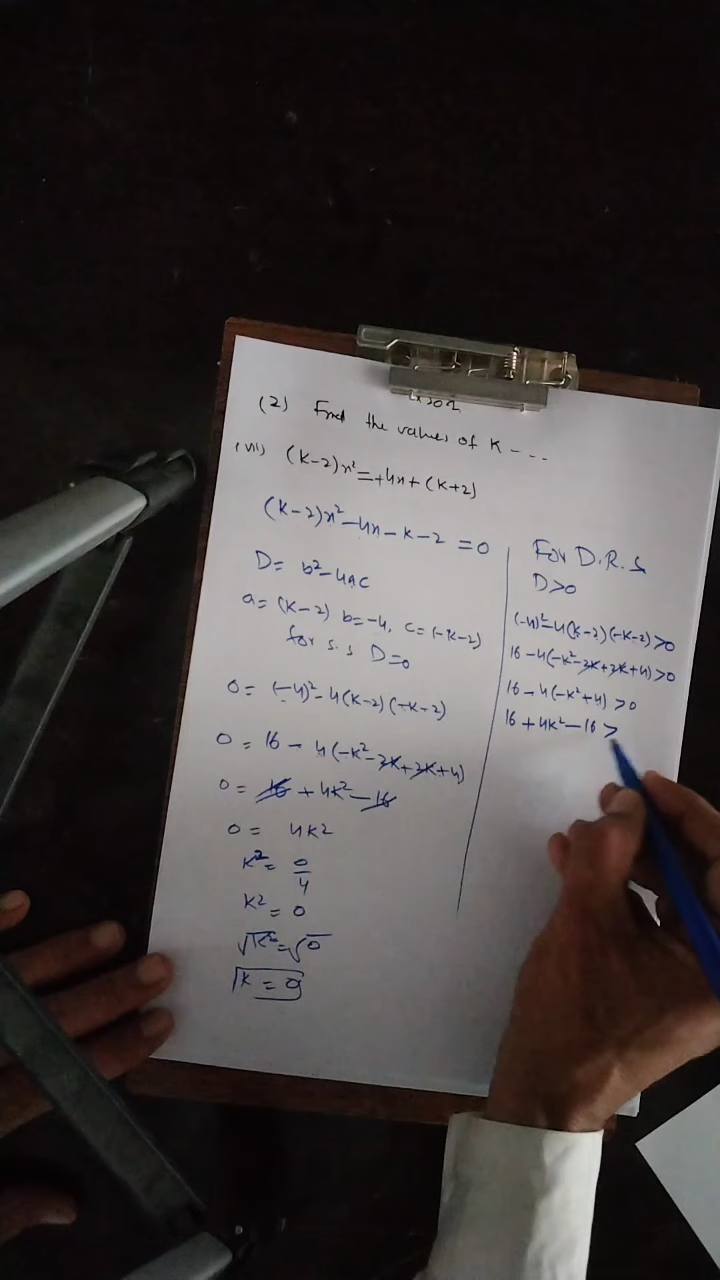 (2) Find the values of K ---
(vii) (K-2)x²=+4x+(K+2)
(K-2)x²-4x-K-2=0
D= b²-4ac
a=(K-2) b=-4, c=(-K-2)
for s.s D=0
0= (-4)²-4(K-2)(-K-2)
0 = 16 - 4(-K²-2K+2K+4)
0 = 16 + 4K²-16
0 = 4K²
K²= 0/4
K² = 0
√K²=√0
K = 0
For D.R.S
D>0
(-4)²-4(K-2)(-K-2)>0
16-4(-K²-2K+2K+4)>0
16-4(-K²+4)>0
16+4K²-16>